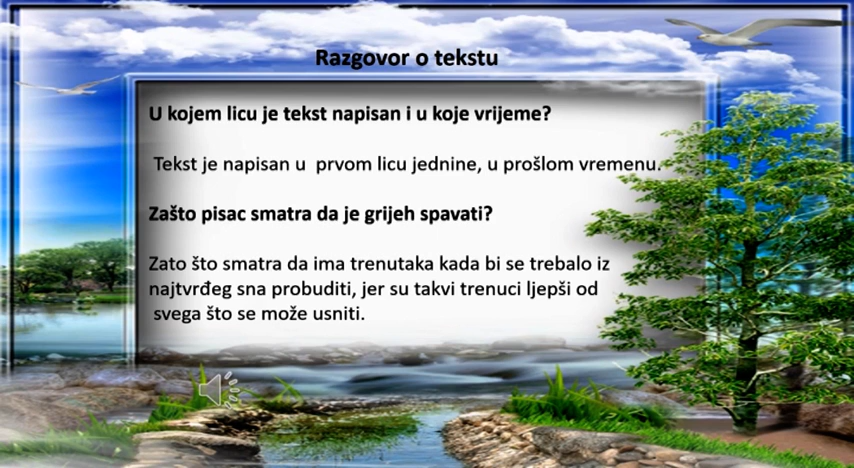 Razgovor o tekstu
U kojem licu je tekst napisan i u koje vrijeme?
Tekst je napisan u prvom licu jednine, u prošlom vremenu.
Zašto pisac smatra da je grijeh spavati?
Zato što smatra da ima trenutaka kada bi se trebalo iz
najtvrđeg sna probuditi, jer su takvi trenuci ljepši od
svega što se može usniti.